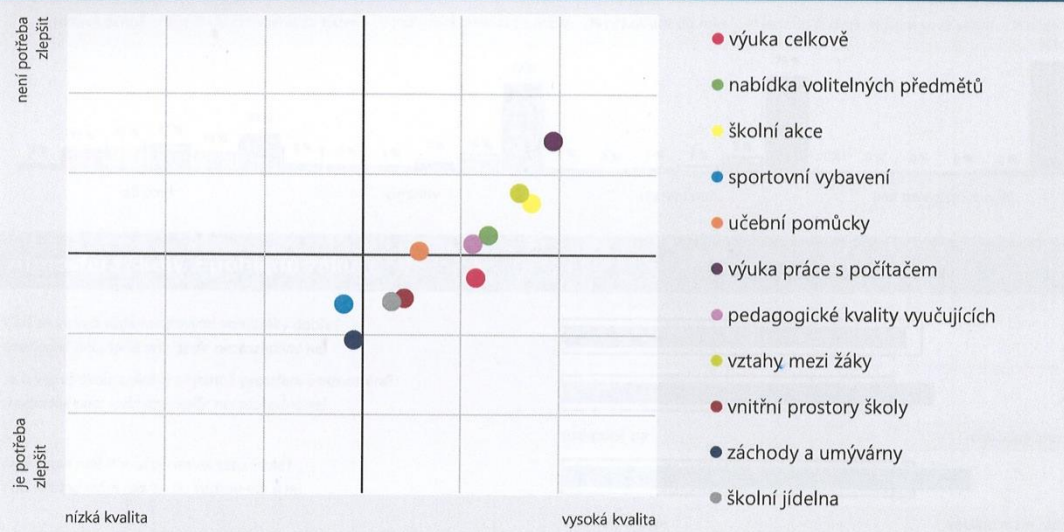 není potřeba
zlepšit
je potřeba
zlepšit
nízká kvalita
vysoká kvalita
výuka celkově
nabídka volitelných předmětů
školní akce
sportovní vybavení
učební pomůcky
výuka práce s počítačem
pedagogické kvality vyučujících
vztahy mezi žáky
vnitřní prostory školy
záchody a umývárny
školní jídelna